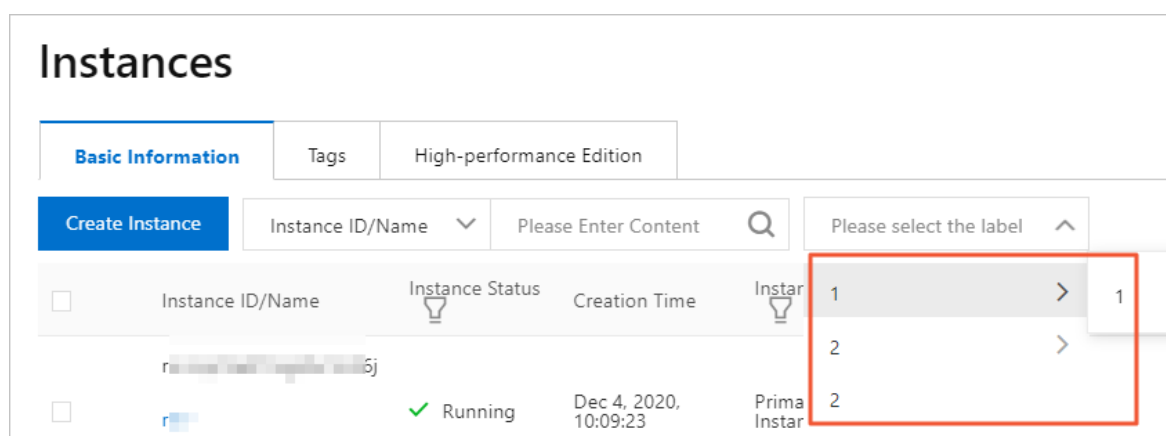 Instances
Basic Information Tags High-performance Edition
Create Instance Instance ID/Name Please Enter Content Please select the label
Instance ID/Name Instance Status Creation Time Instar 1 1
2
Running Dec 4, 2020, 10:09:23 Prima Instar 2